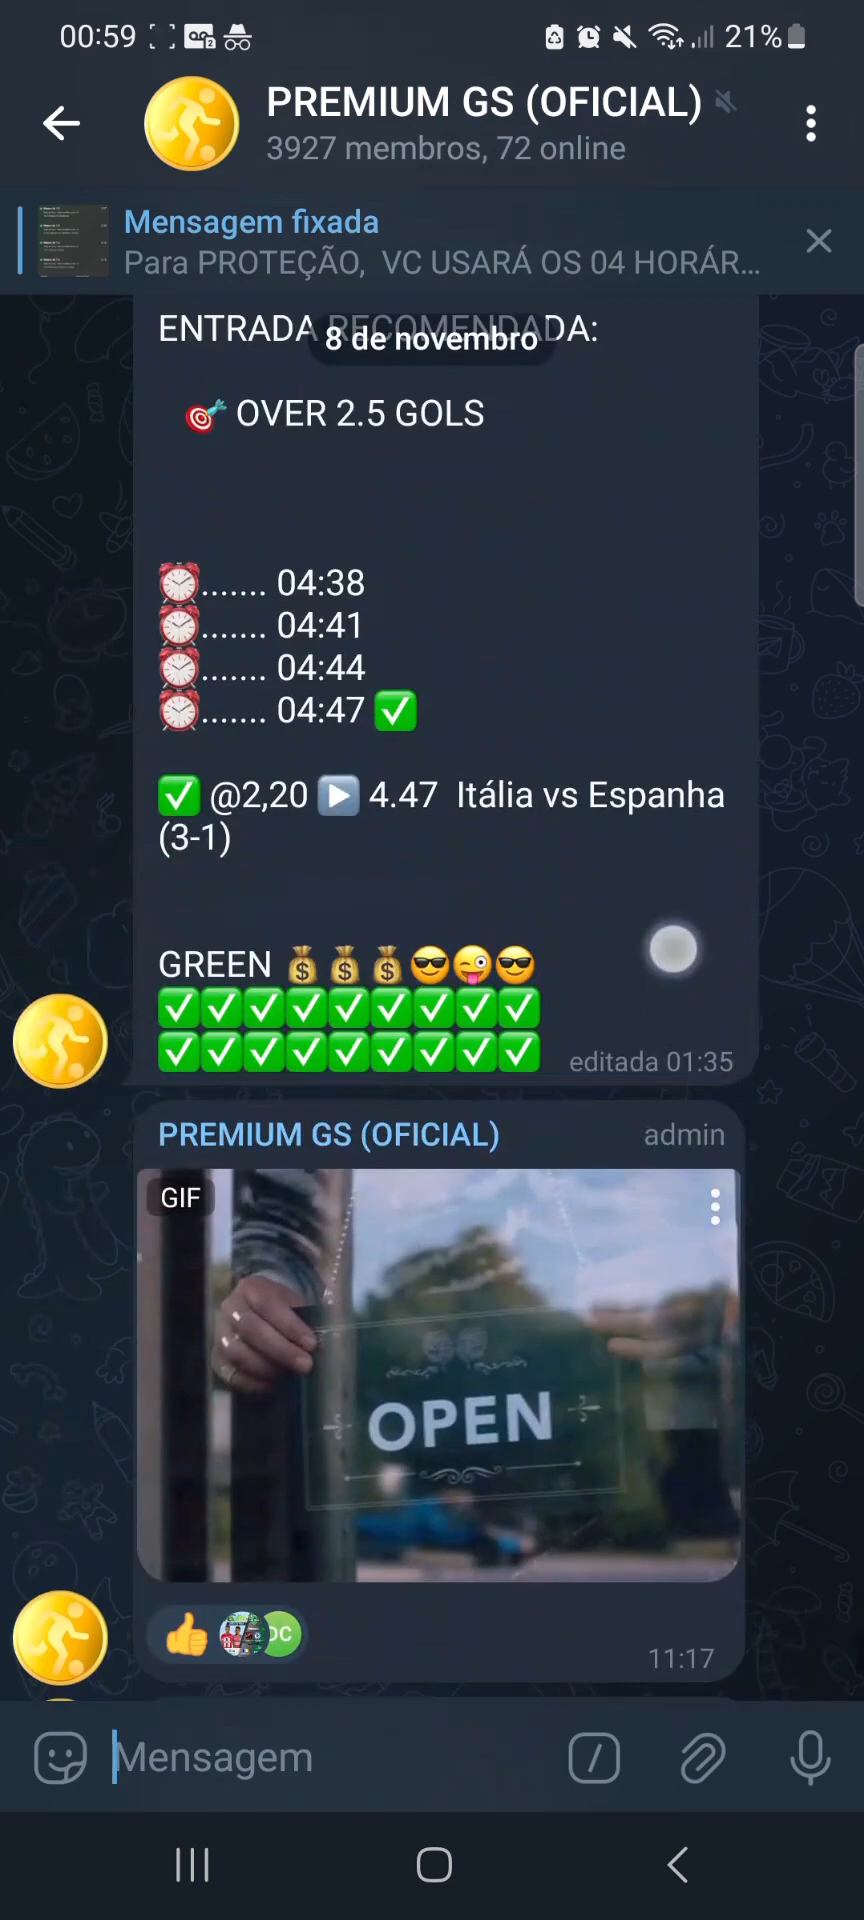 00:59
21%
PREMIUM GS (OFICIAL)
3927 membros, 72 online
Mensagem fixada
Para PROTEÇÃO, VC USARÁ OS 04 HORÁR...
ENTRADA RECOMENDADA:
8 de novembro
🎯 OVER 2.5 GOLS
⏰....... 04:38
⏰....... 04:41
⏰....... 04:44
⏰....... 04:47 ✅
✅ @2,20 ▶️ 4.47 Itália vs Espanha
(3-1)
GREEN 💰💰💰😎😜😎
✅✅✅✅✅✅✅✅✅
✅✅✅✅✅✅✅✅✅
editada 01:35
PREMIUM GS (OFICIAL) admin
GIF
OPEN
👍 DC
11:17
Mensagem